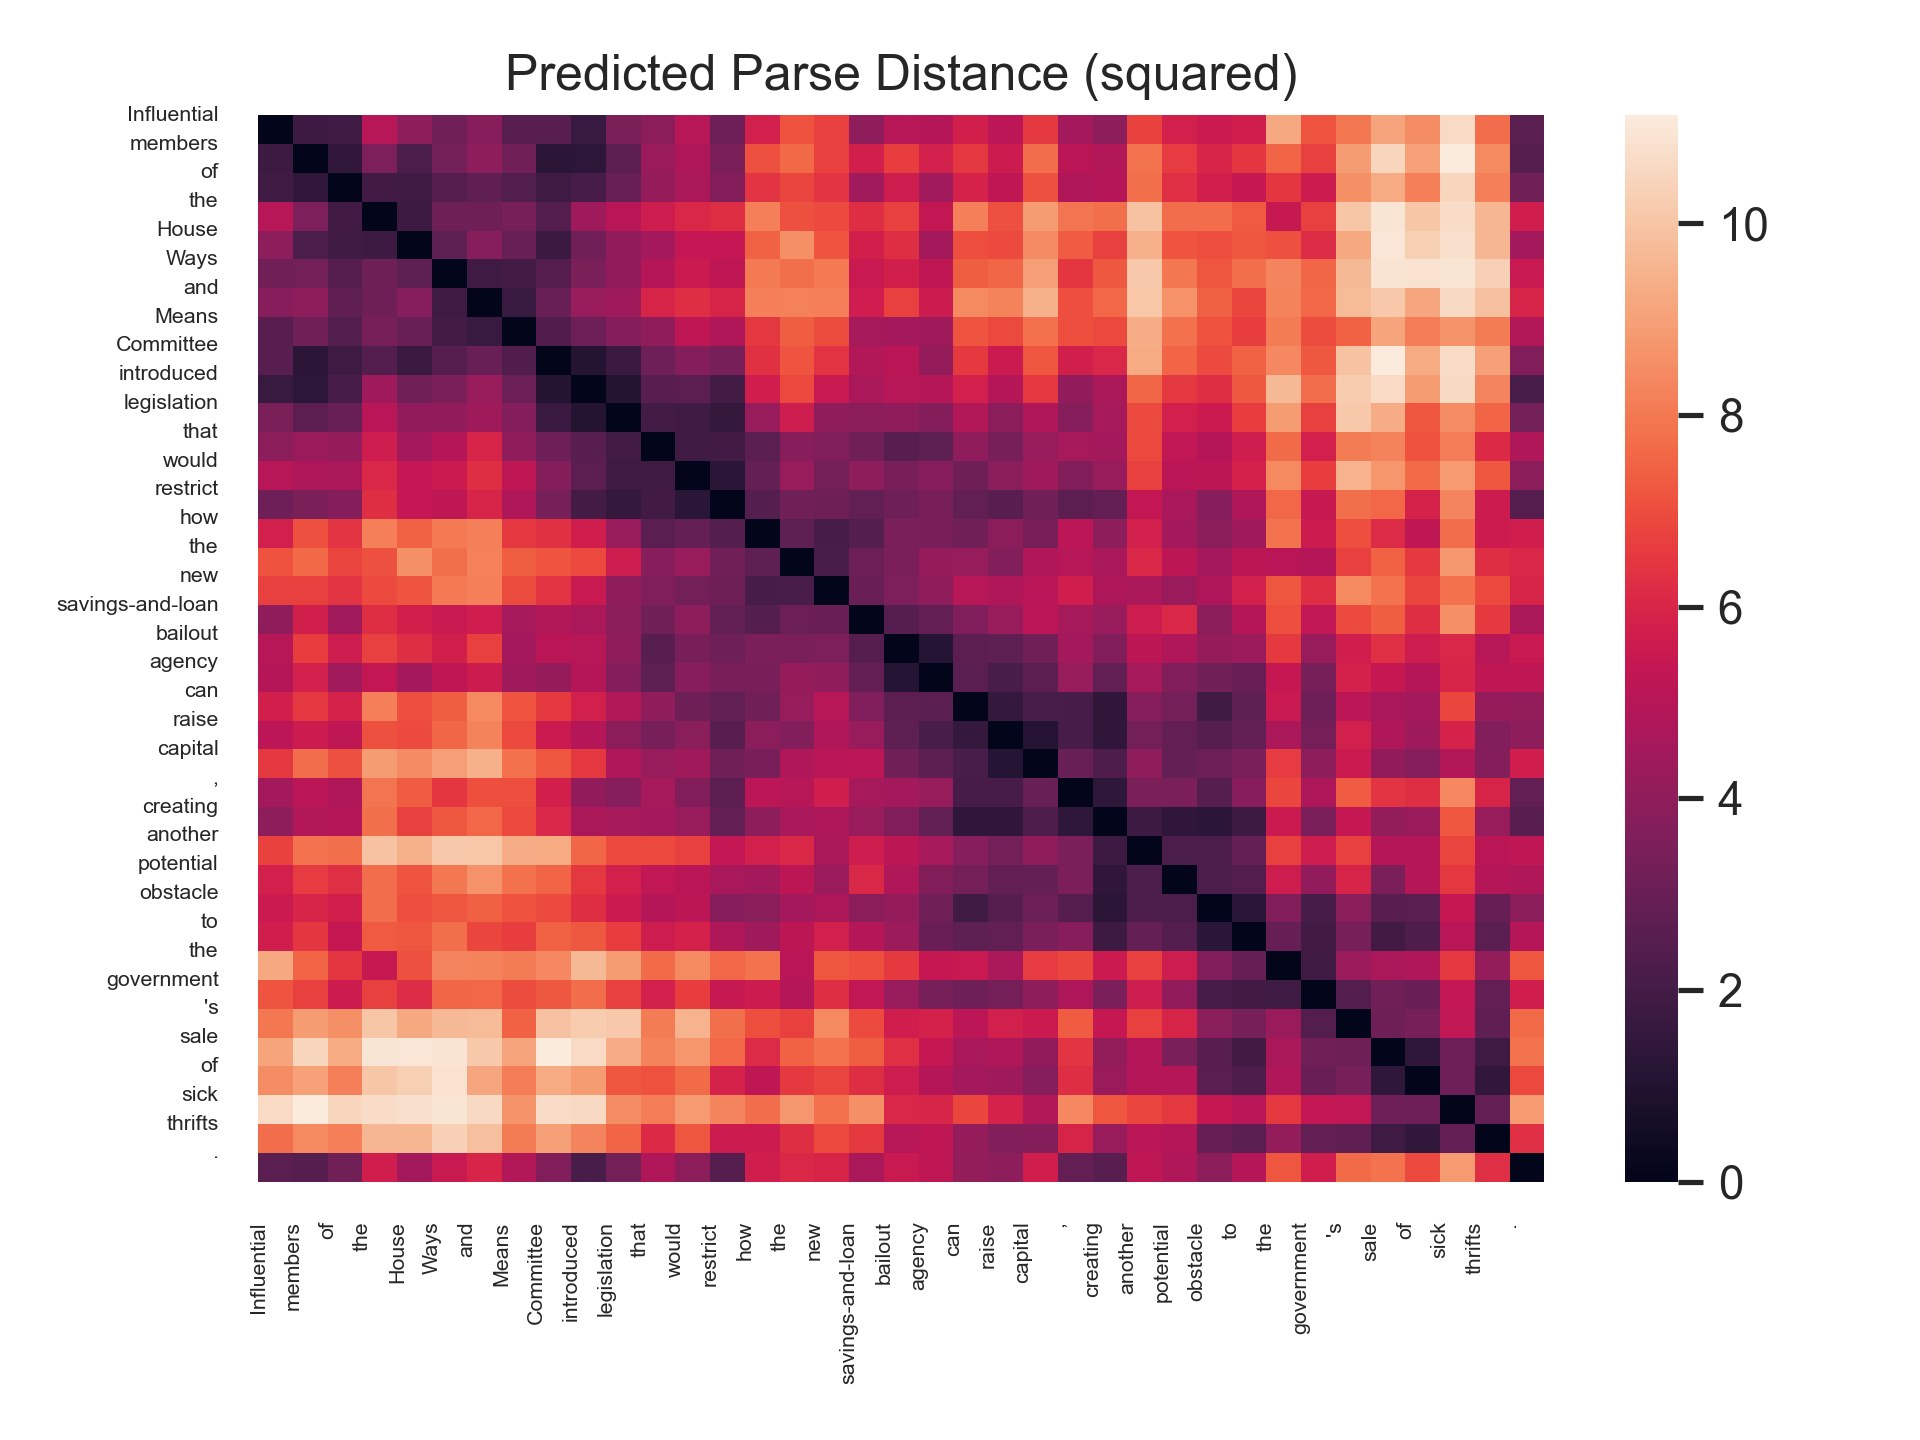 Predicted Parse Distance (squared)
Influential
members
of
the
House
Ways
and
Means
Committee
introduced
legislation
that
would
restrict
how
the
new
savings-and-loan
bailout
agency
can
raise
capital
,
creating
another
potential
obstacle
to
the
government
's
sale
of
sick
thrifts
.
10
8
6
4
2
0
Influential
members
of
the
House
Ways
and
Means
Committee
introduced
legislation
that
would
restrict
how
the
new
savings-and-loan
bailout
agency
can
raise
capital
,
creating
another
potential
obstacle
to
the
government
's
sale
of
sick
thrifts
.